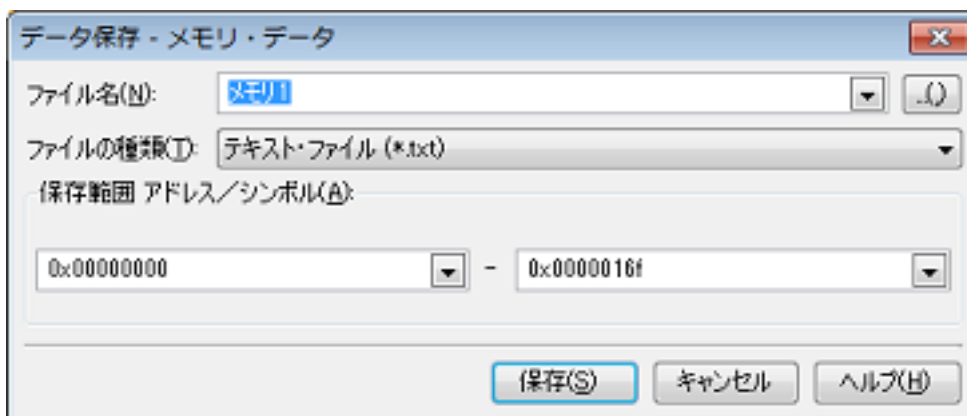 データ保存 - メモリ・データ
ファイル名(N): メモリ1 ...()
ファイルの種類(T): テキスト・ファイル (*.txt)
保存範囲 アドレス／シンボル(A):
0x00000000 - 0x0000016f
保存(S) キャンセル ヘルプ(H)